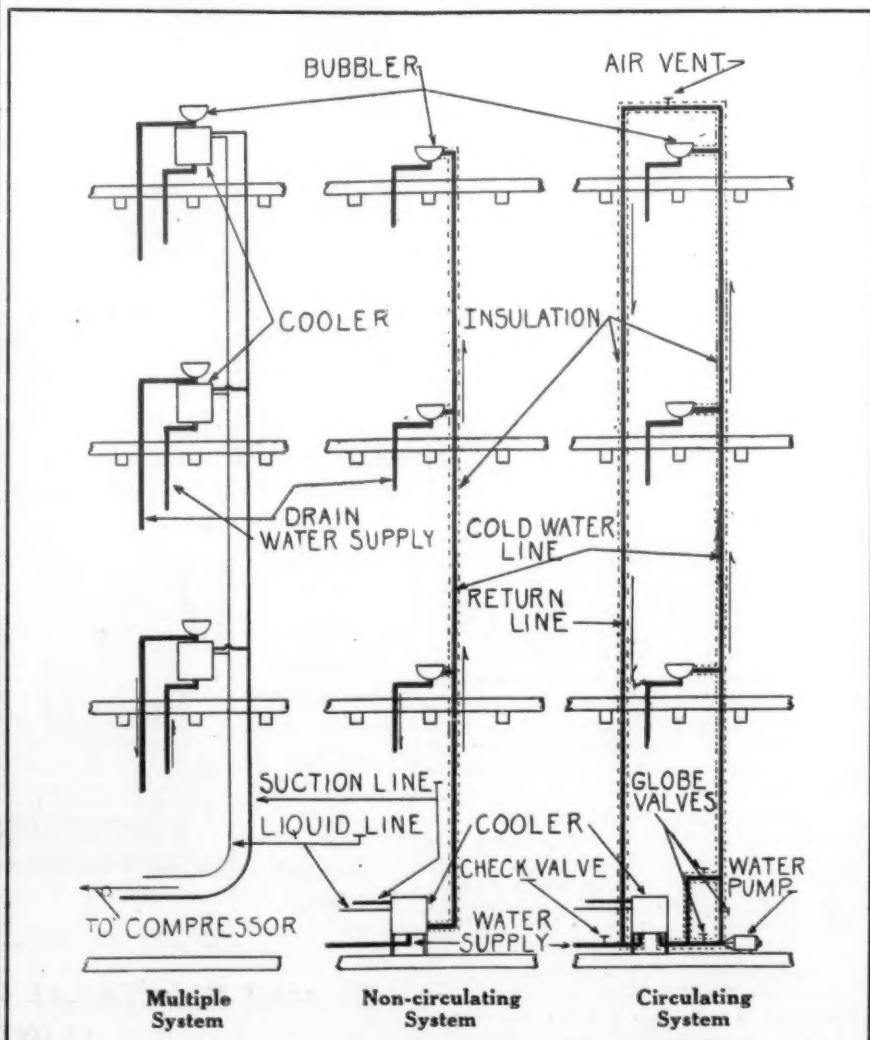 BUBBLER
AIR VENT
COOLER
INSULATION
DRAIN
WATER SUPPLY
COLD WATER
LINE
RETURN
LINE
SUCTION LINE
LIQUID LINE
COOLER
GLOBE
VALVES
CHECK VALVE
WATER
PUMP
TO COMPRESSOR
WATER
SUPPLY
Multiple
System
Non-circulating
System
Circulating
System